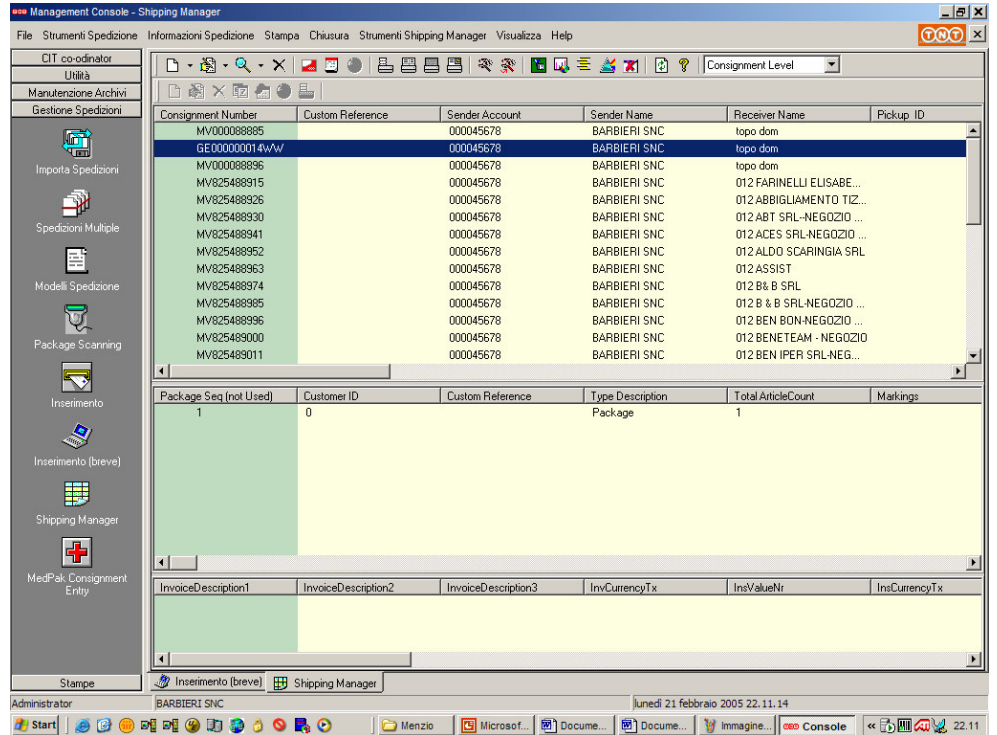 Management Console - Shipping Manager
File Strumenti Spedizione Informazioni Spedizione Stampa Chiusura Strumenti Shipping Manager Visualizza Help
TNT
CIT co-odinator
Utilità
Manutenzione Archivi
Gestione Spedizioni
Importa Spedizioni
Spedizioni Multiple
Modelli Spedizione
Package Scanning
Inserimento
Inserimento (breve)
Shipping Manager
MedPak Consignment
Entry
Stampe
Consignment Level
Consignment Number Custom Reference Sender Account Sender Name Receiver Name Pickup ID
MV000088885 000045678 BARBIERI SNC topo dom
GE000000014WW 000045678 BARBIERI SNC topo dom
MV000088896 000045678 BARBIERI SNC topo dom
MV825488915 000045678 BARBIERI SNC 012 FARINELLI ELISABE...
MV825488926 000045678 BARBIERI SNC 012 ABBIGLIAMENTO TIZ...
MV825488930 000045678 BARBIERI SNC 012 ABT SRL--NEGOZIO ...
MV825488941 000045678 BARBIERI SNC 012 ACES SRL-NEGOZIO ...
MV825488952 000045678 BARBIERI SNC 012 ALDO SCARINGIA SRL
MV825488963 000045678 BARBIERI SNC 012 ASSIST
MV825488974 000045678 BARBIERI SNC 012 B& B SRL
MV825488985 000045678 BARBIERI SNC 012 B & B SRL-NEGOZIO ...
MV825488996 000045678 BARBIERI SNC 012 BEN BON-NEGOZIO ...
MV825489000 000045678 BARBIERI SNC 012 BENETEAM - NEGOZIO
MV825489011 000045678 BARBIERI SNC 012 BEN IPER SRL-NEG...
Package Seq (not Used) Customer ID Custom Reference Type Description Total ArticleCount Markings
1 0 Package 1
InvoiceDescription1 InvoiceDescription2 InvoiceDescription3 InvCurrencyTx InsValueNr InsCurrencyTx
Inserimento (breve) Shipping Manager
Administrator BARBIERI SNC lunedì 21 febbraio 2005 22.11.14
Start Menzio Microsof... Docume... Docume... Immagine... Console 22.11